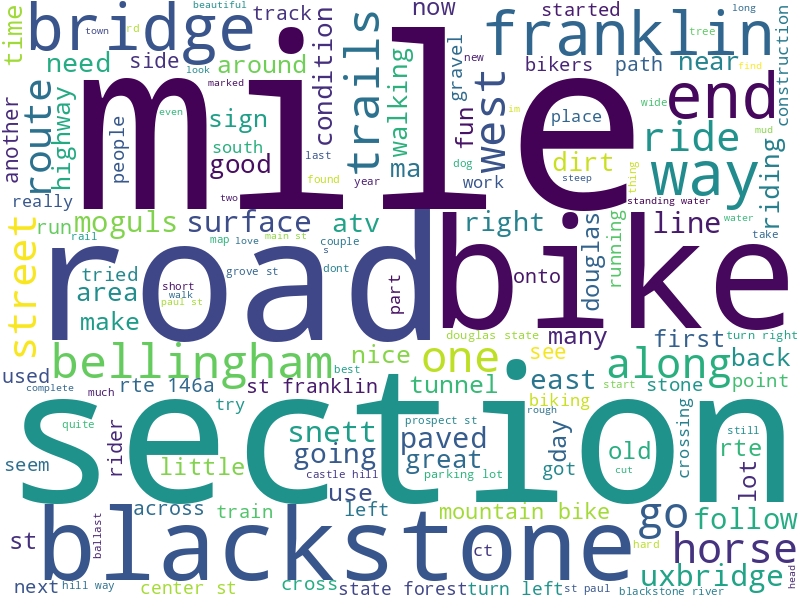 beautiful
rd
long
time
town
bridge
track
now
started
construction
side
look
need
around
condition
trails
franklin
gravel
new
bikers
path
near
tree
find
mile
another
route
highway
people
marked
even
sign
south
good
last
walking
ma
west
fun
im
place
wide
end
ride
mud
dirt
way
riding
really
two
found
year
dog
work
steep
thing
standing water
run
moguls
surface
atv
right
douglas
running
line
water
take
street
rail
map
love
main st
couple
s
dont
road
bike
tried
grove st
area
short
walk
paul st
part
onto
make
douglas state
many
first
turn right
bellingham
best
nice
one
see
along
back
used
complete
much
rte 146a
st franklin
tunnel
east
biking
start
stone
point
try
section
quite
rider
snett
prospect st
rough
paved
day
old
crossing
rte
still
seem
little
going
castle hill
great
parking lot
got
cut
lot
use
across
train
left
mountain bike
go
follow
st
ballast
blackstone
ct
hard
horse
uxbridge
head
next
hill way
center st
cross
state forest
turn left
st paul
blackstone river